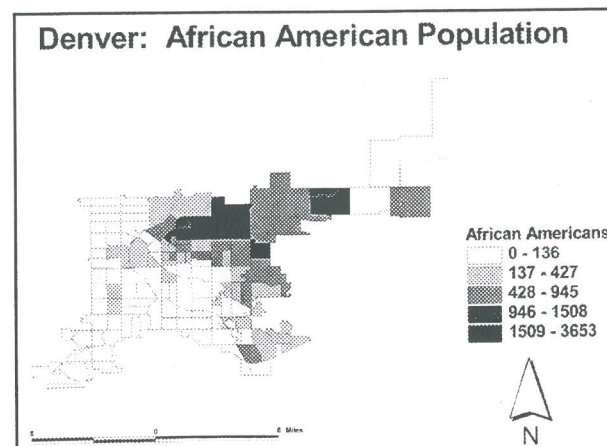 Denver: African American Population
African Americans
0 - 136
137 - 427
428 - 945
946 - 1508
1509 - 3653
0
6 Miles
N